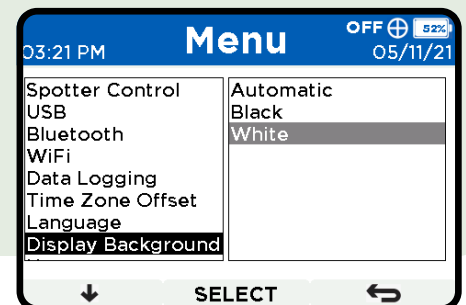 03:21 PM
Menu
OFF 52%
05/11/21
Spotter Control
USB
Bluetooth
WiFi
Data Logging
Time Zone Offset
Language
Display Background
Automatic
Black
White
SELECT